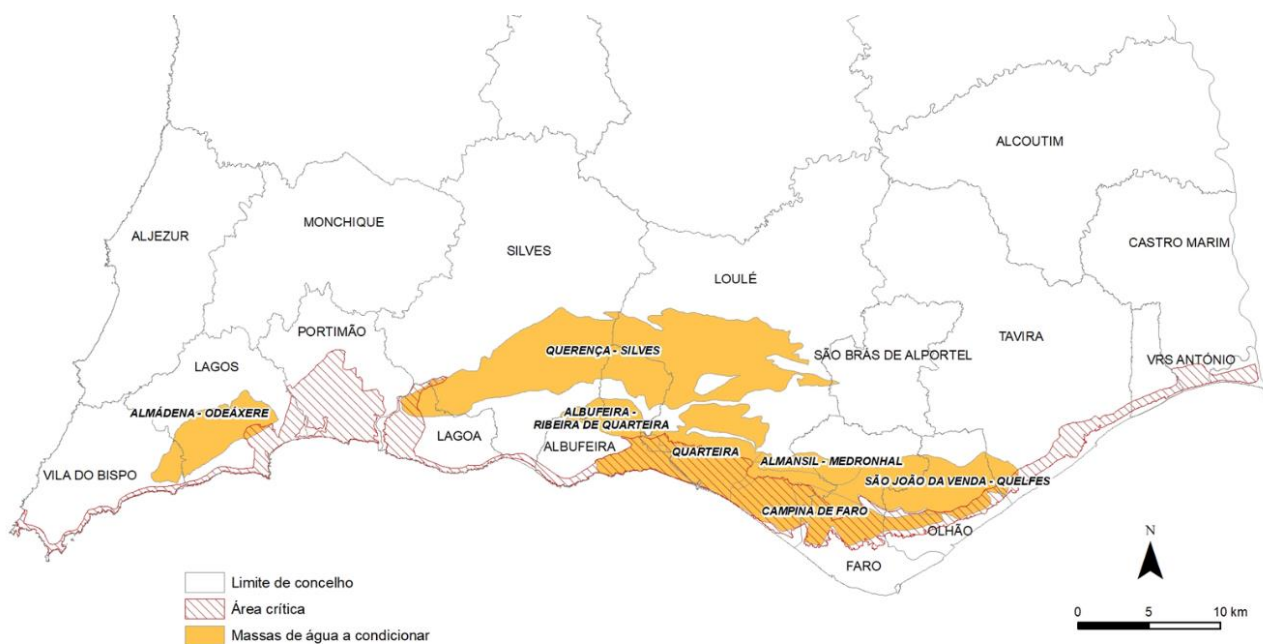 ALCOUTIM
MONCHIQUE
ALJEZUR
CASTRO MARIM
SILVES
LOULÉ
PORTIMÃO
TAVIRA
QUERENÇA - SILVES
SÃO BRÁS DE ALPORTEL
VRS ANTÓNIO
LAGOS
ALMÁDENA - ODEÁXERE
ALBUFEIRA -
RIBEIRA DE QUARTEIRA
LAGOA
ALBUFEIRA
QUARTEIRA
ALMANSIL - MEDRONHAL
VILA DO BISPO
SÃO JOÃO DA VENDA - QUELFES
CAMPINA DE FARO
OLHÃO
FARO
N
Limite de concelho
Área crítica
Massas de água a condicionar
0 5 10 km